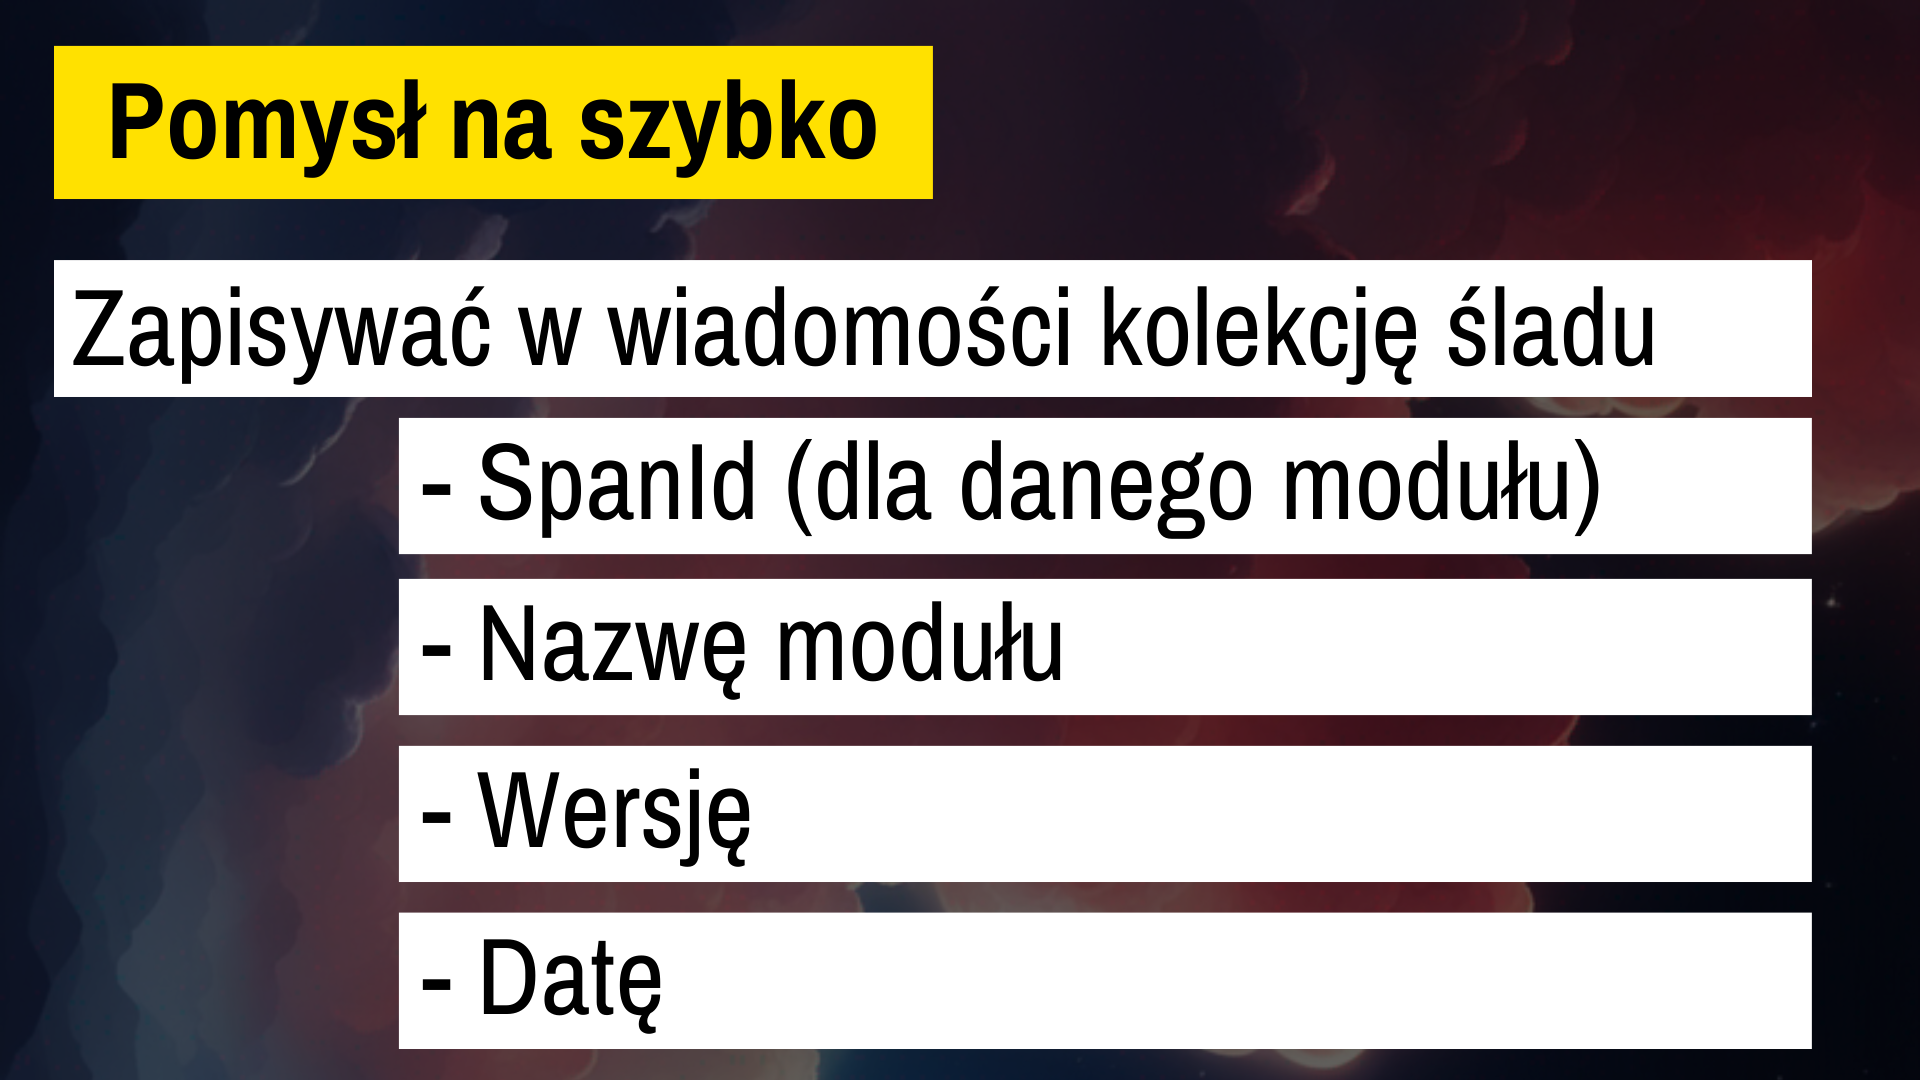 Pomysł na szybko
Zapisywać w wiadomości kolekcję śladu
- SpanId (dla danego modułu)
- Nazwę modułu
- Wersję
- Datę